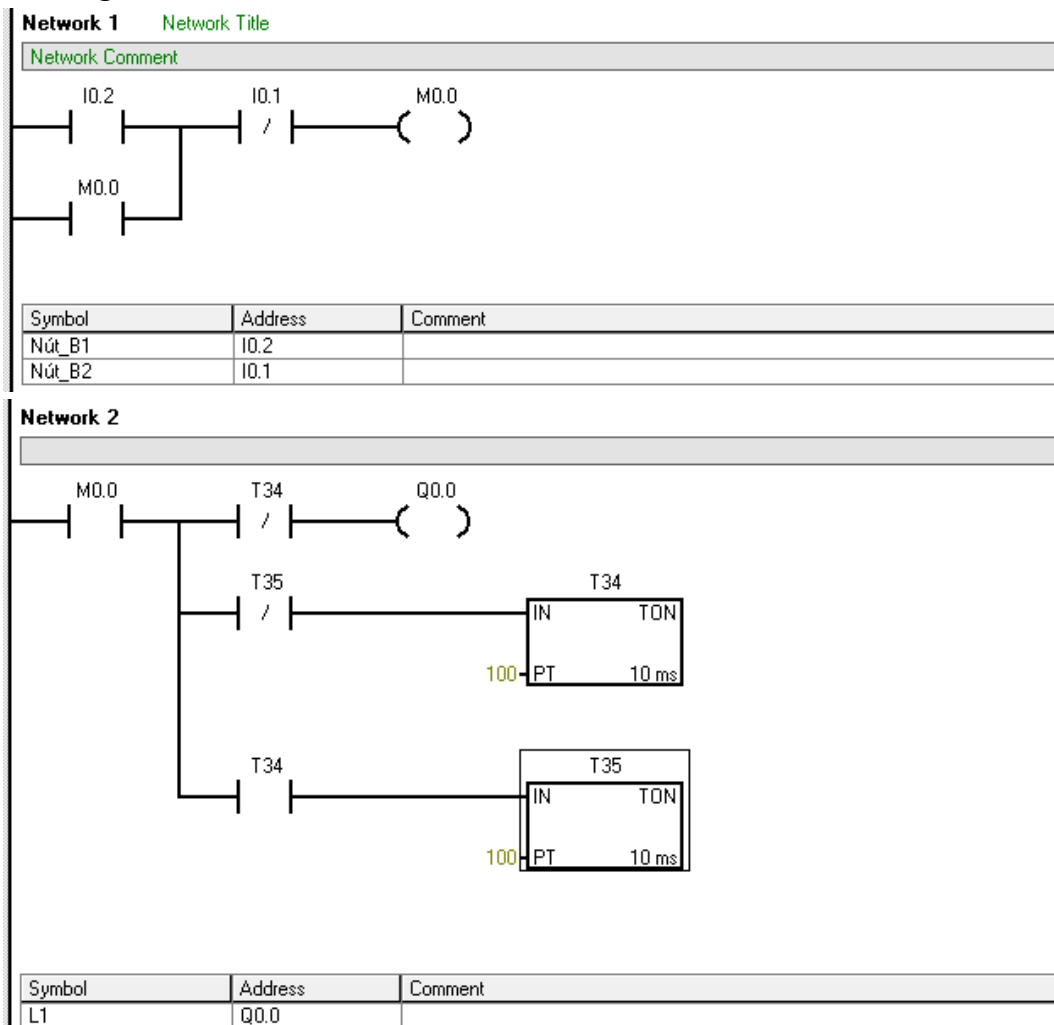 Network 1 Network Title
Network Comment
I0.2 I0.1 M0.0
/
M0.0
Symbol Address Comment
Nút_B1 I0.2
Nút_B2 I0.1
Network 2
M0.0 T34 Q0.0
/
T35 T34
/ IN TON
100 PT 10 ms
T34 T35
IN TON
100 PT 10 ms
Symbol Address Comment
L1 Q0.0